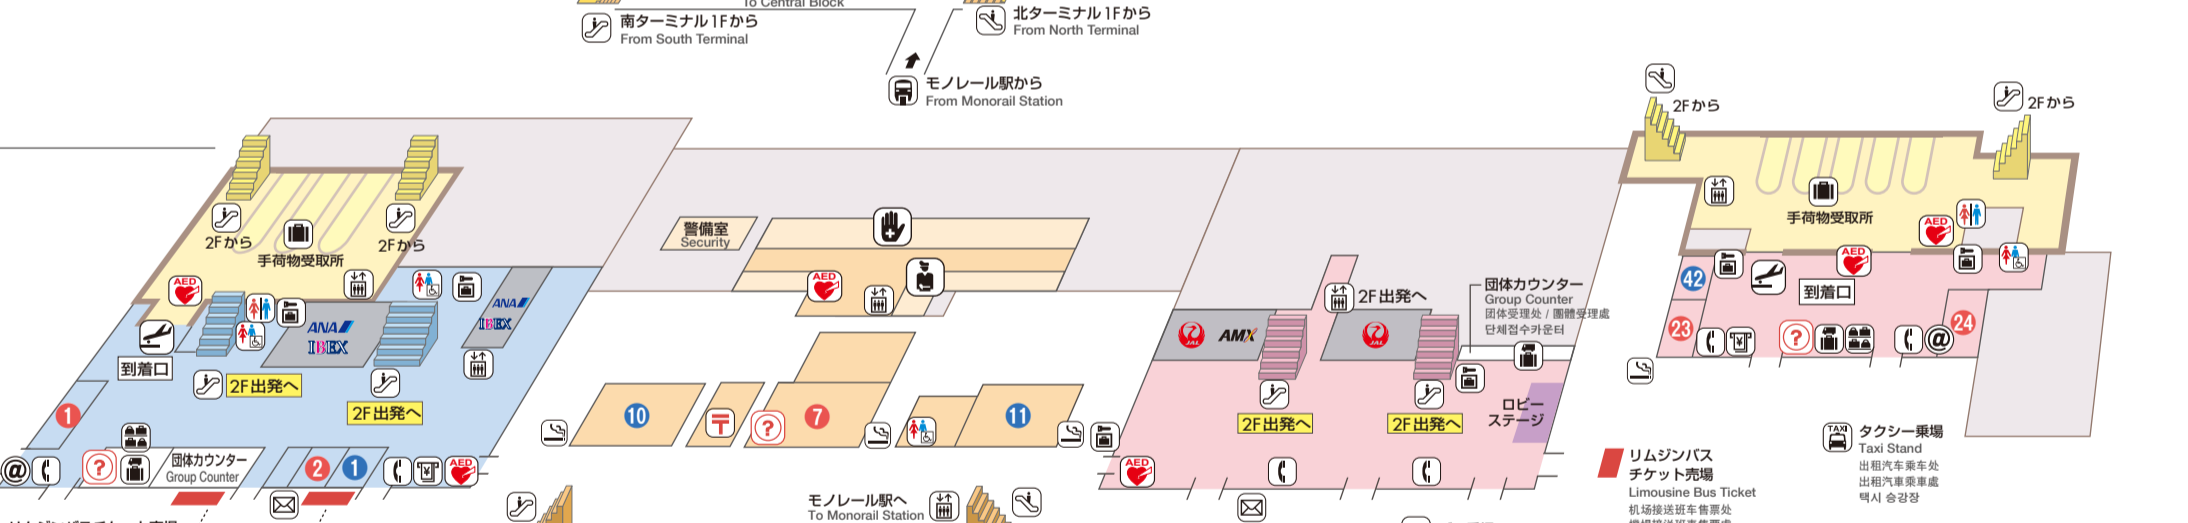 To Central Block
南ターミナル1Fから
From South Terminal
北ターミナル1Fから
From North Terminal
モノレール駅から
From Monorail Station
2Fから
2Fから
2Fから
2Fから
手荷物受取所
手荷物受取所
警備室
Security
AED
AED
AED
AED
ANA
IBEX
ANA
IBEX
到着口
2F出発へ
2F出発へ
1
10
7
11
?
団体カウンター
Group Counter
@
?
2
1
AED
モノレール駅へ
To Monorail Station
2F出発へ
JAL
AMX
JAL
団体カウンター
Group Counter
团体受理处 / 團體受理處
단체접수카운터
2F出発へ
2F出発へ
ロビー
ステージ
AED
42
23
到着口
?
@
24
リムジンバス
チケット売場
Limousine Bus Ticket
机场接送班车售票处
TAXI
タクシー乗場
Taxi Stand
出租汽车乘车处
出租汽車乘車處
택시 승강장